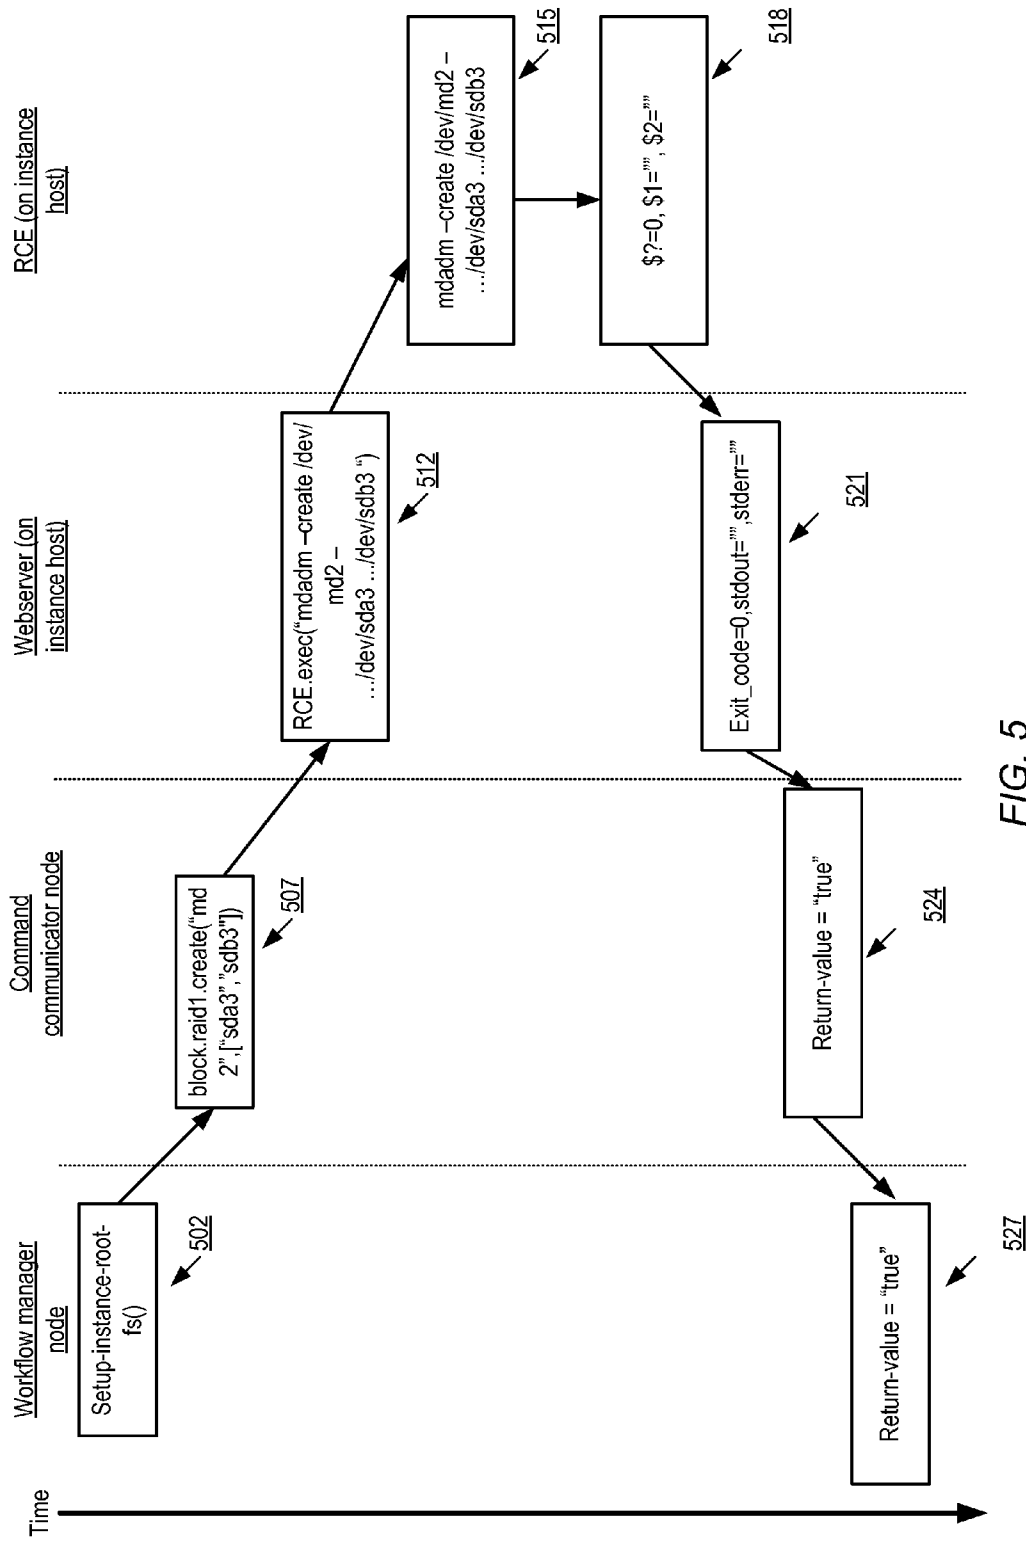 Time
Workflow manager
node
Command
communicator node
Webserver (on
instance host)
RCE (on instance
host)
Setup-instance-root-
fs()
502
block.raid1.create(“md
2”,[“sda3”,”sdb3”])
507
RCE.exec(“mdadm –create /dev/
md2 –
…/dev/sda3 …/dev/sdb3 “)
512
mdadm –create /dev/md2 –
…/dev/sda3 …/dev/sdb3
515
$?=0, $1=””, $2=””
518
Exit_code=0,stdout=””,stderr=””
521
Return-value = “true”
524
Return-value = “true”
527
FIG. 5